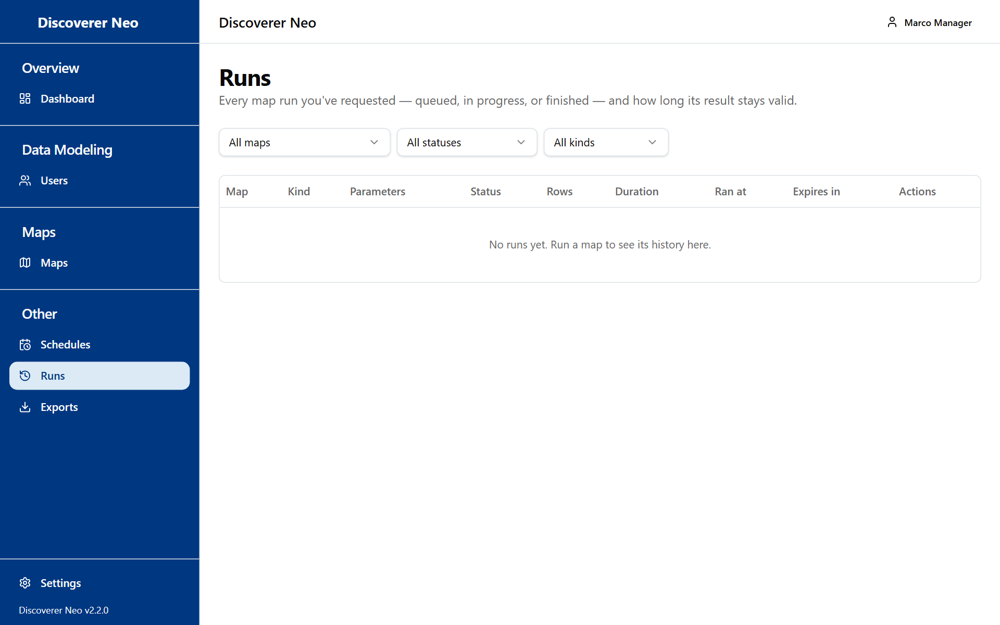 Discoverer Neo
Discoverer Neo
Marco Manager
Overview
Dashboard
Data Modeling
Users
Maps
Maps
Other
Schedules
Runs
Exports
Settings
Discoverer Neo v2.2.0
Runs
Every map run you've requested — queued, in progress, or finished — and how long its result stays valid.
All maps
All statuses
All kinds
Map Kind Parameters Status Rows Duration Ran at Expires in Actions
No runs yet. Run a map to see its history here.